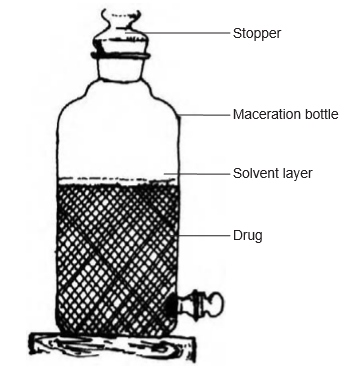 Stopper
Maceration bottle
Solvent layer
Drug